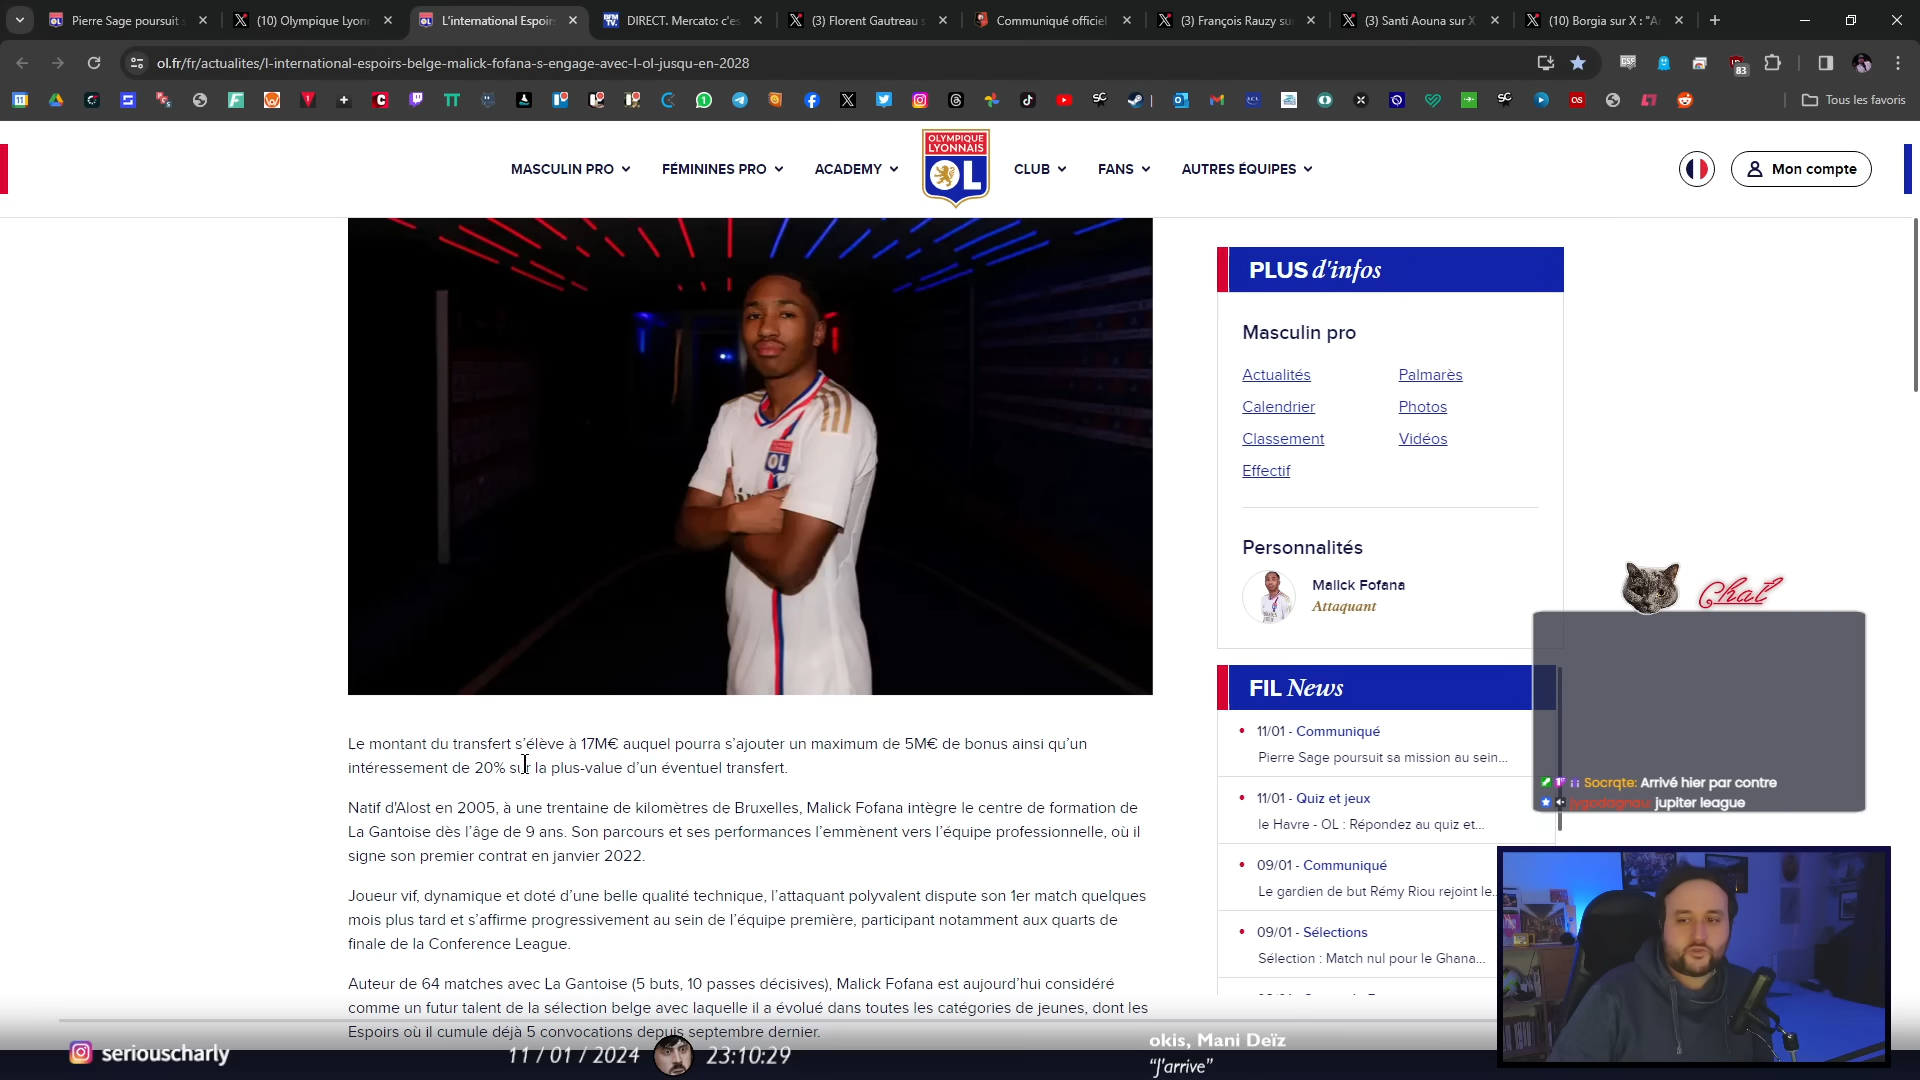 Pierre Sage poursuit s
(10) Olympique Lyonn
L'international Espoirs
DIRECT. Mercato: c'es
(3) Florent Gautreau s
Communiqué officiel
(3) François Rauzy su
(3) Santi Aouna sur X
(10) Borgia sur X : "A
ol.fr/fr/actualites/l-international-espoirs-belge-malick-fofana-s-engage-avec-l-ol-jusqu-en-2028
83
Tous les favoris
MASCULIN PRO
FÉMININES PRO
ACADEMY
OLYMPIQUE
LYONNAIS
OL
CLUB
FANS
AUTRES ÉQUIPES
Mon compte
PLUS d'infos
Masculin pro
Actualités
Palmarès
Calendrier
Photos
Classement
Vidéos
Effectif
Personnalités
Malick Fofana
Attaquant
FIL News
11/01 - Communiqué
Pierre Sage poursuit sa mission au sein...
11/01 - Quiz et jeux
le Havre - OL : Répondez au quiz et...
09/01 - Communiqué
Le gardien de but Rémy Riou rejoint le...
09/01 - Sélections
Sélection : Match nul pour le Ghana...
Le montant du transfert s'élève à 17M€ auquel pourra s'ajouter un maximum de 5M€ de bonus ainsi qu'un
intéressement de 20% sur la plus-value d'un éventuel transfert.
Natif d'Alost en 2005, à une trentaine de kilomètres de Bruxelles, Malick Fofana intègre le centre de formation de
La Gantoise dès l'âge de 9 ans. Son parcours et ses performances l'emmènent vers l'équipe professionnelle, où il
signe son premier contrat en janvier 2022.
Joueur vif, dynamique et doté d'une belle qualité technique, l'attaquant polyvalent dispute son 1er match quelques
mois plus tard et s'affirme progressivement au sein de l'équipe première, participant notamment aux quarts de
finale de la Conference League.
Auteur de 64 matches avec La Gantoise (5 buts, 10 passes décisives), Malick Fofana est aujourd'hui considéré
comme un futur talent de la sélection belge avec laquelle il a évolué dans toutes les catégories de jeunes, dont les
Espoirs où il cumule déjà 5 convocations depuis septembre dernier.
Chat
Socrqte: Arrivé hier par contre
jygodagnau: jupiter league
seriouscharly
11 / 01 / 2024
23:10:29
okis, Mani Deïz
"J'arrive"